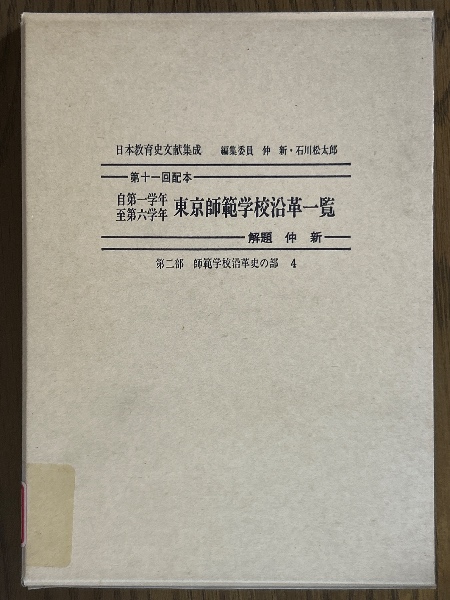 日本教育史文献集成　編集委員　仲　新・石川松太郎
第十一回配本
自第一学年
至第六学年 東京師範学校沿革一覧
解題　仲　新
第二部　師範学校沿革史の部　4